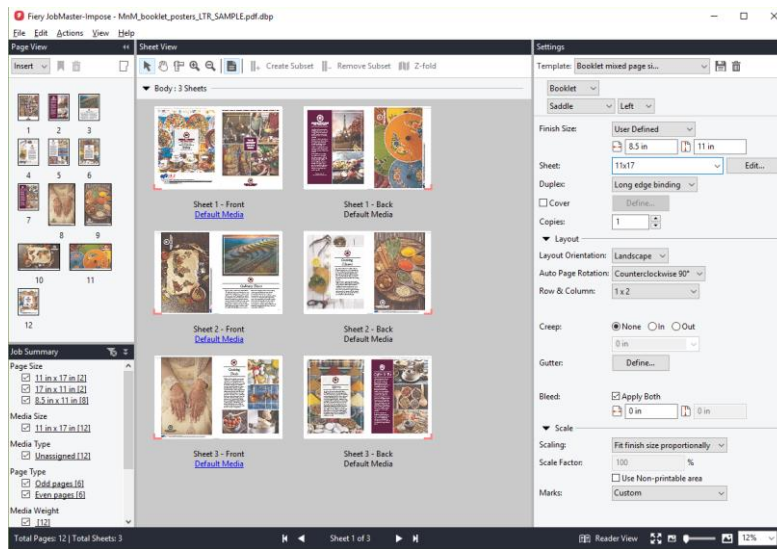 Fiery JobMaster-Impose - MnM_booklet_posters_LTR_SAMPLE.pdf.dbp
File Edit Actions View Help
Page View
Sheet View
Settings
Insert
Create Subset
Remove Subset
Z-fold
Template: Booklet mixed page si...
Body : 3 Sheets
Booklet
Saddle
Left
1 2 3
4 5 6
7 8 9
10 11
12
Finish Size: User Defined
8.5 in
11 in
Sheet: 11x17
Edit...
Duplex: Long edge binding
Cover
Define...
Copies: 1
Layout
Layout Orientation: Landscape
Auto Page Rotation: Counterclockwise 90°
Row & Column: 1 x 2
Creep: None In Out
0 in
Gutter: Define...
Bleed: Apply Both
0 in
0 in
Scale
Scaling: Fit finish size proportionally
Scale Factor: 100 %
Use Non-printable area
Marks: Custom
Sheet 1 - Front
Default Media
Sheet 1 - Back
Default Media
Sheet 2 - Front
Default Media
Sheet 2 - Back
Default Media
Sheet 3 - Front
Default Media
Sheet 3 - Back
Default Media
Job Summary
Page Size
11 in x 17 in [2]
17 in x 11 in [2]
8.5 in x 11 in [8]
Media Size
11 in x 17 in [12]
Media Type
Unassigned [12]
Page Type
Odd pages [6]
Even pages [6]
Media Weight
[12]
Total Pages: 12 | Total Sheets: 3
Sheet 1 of 3
Reader View
12%